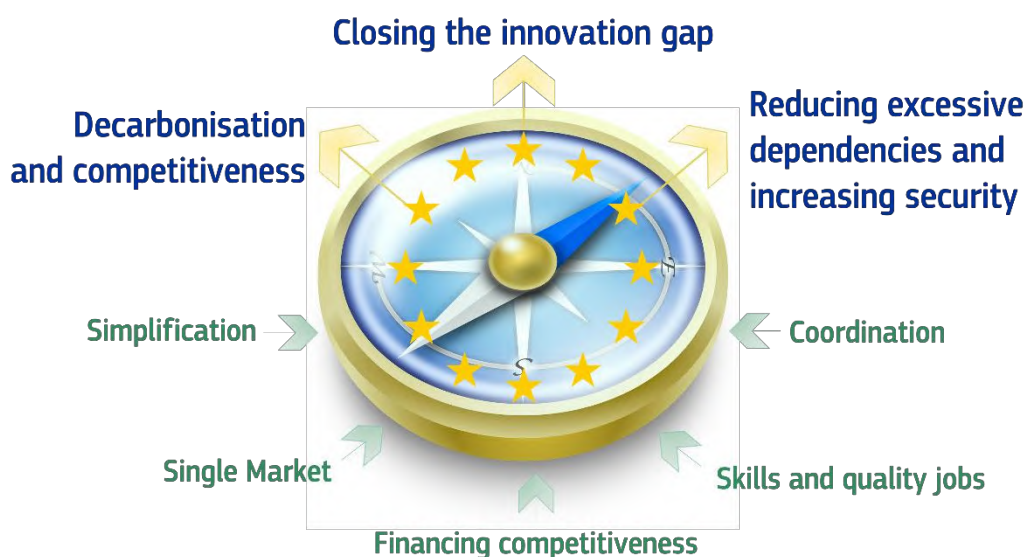 Closing the innovation gap
Decarbonisation
and competitiveness
Reducing excessive
dependencies and
increasing security
Simplification
Coordination
Single Market
Skills and quality jobs
Financing competitiveness
W
E
S